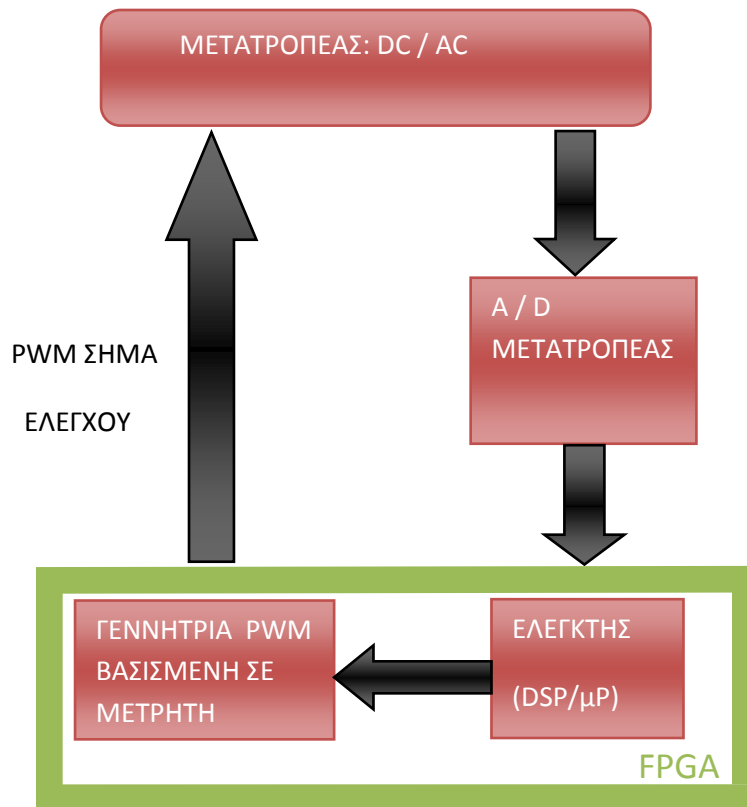 ΜΕΤΑΤΡΟΠΕΑΣ: DC / AC
A / D
ΜΕΤΑΤΡΟΠΕΑΣ
PWM ΣΗΜΑ
ΕΛΕΓΧΟΥ
ΓΕΝΝΗΤΡΙΑ PWM
ΒΑΣΙΣΜΕΝΗ ΣΕ
ΜΕΤΡΗΤΗ
ΕΛΕΓΚΤΗΣ
(DSP/μP)
FPGA